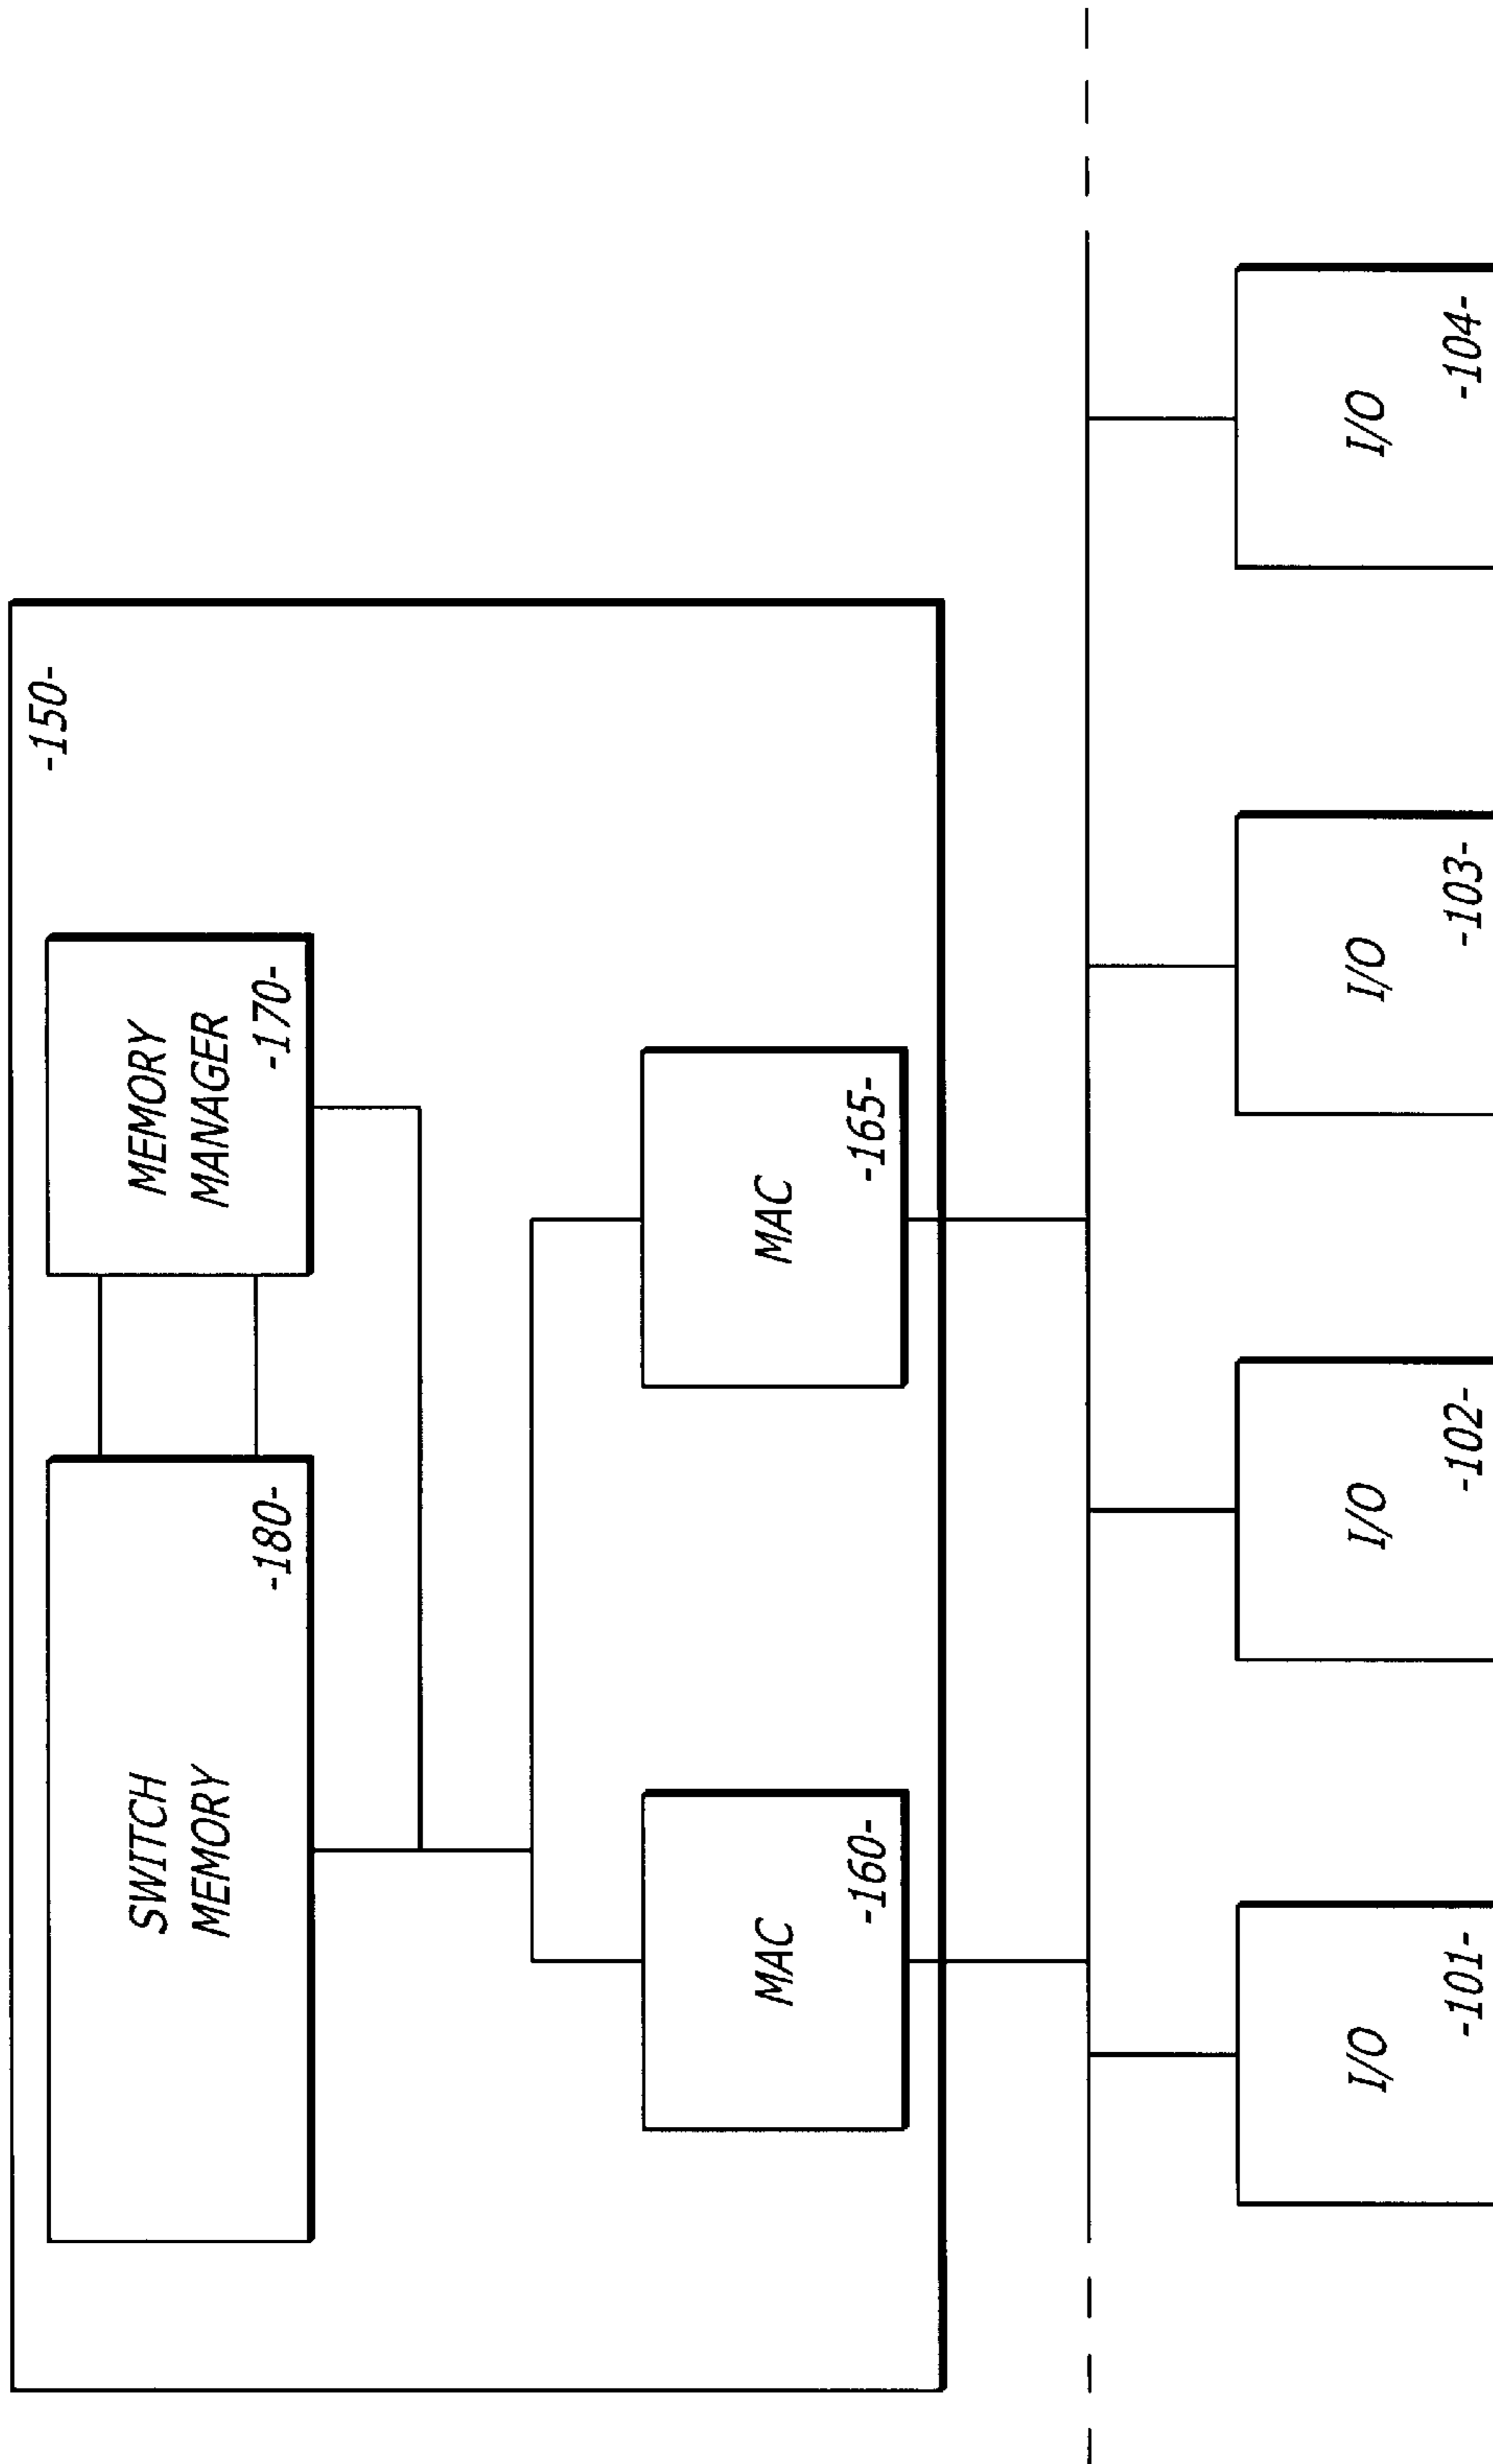 -150-
SWITCH
MEMORY
-180-
MEMORY
MANAGER
-170-
MAC
-160-
MAC
-165-
I/O
-101-
I/O
-102-
I/O
-103-
I/O
-104-